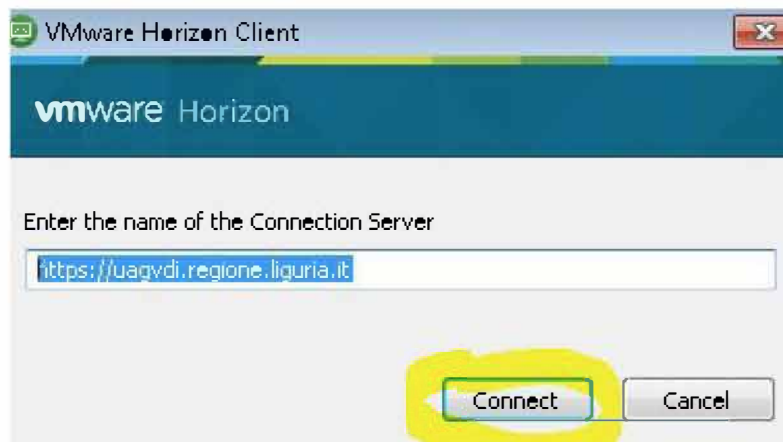 VMware Horizon Client
vmware Horizon
Enter the name of the Connection Server
https://uagvdi.regione.liguria.it
Connect
Cancel